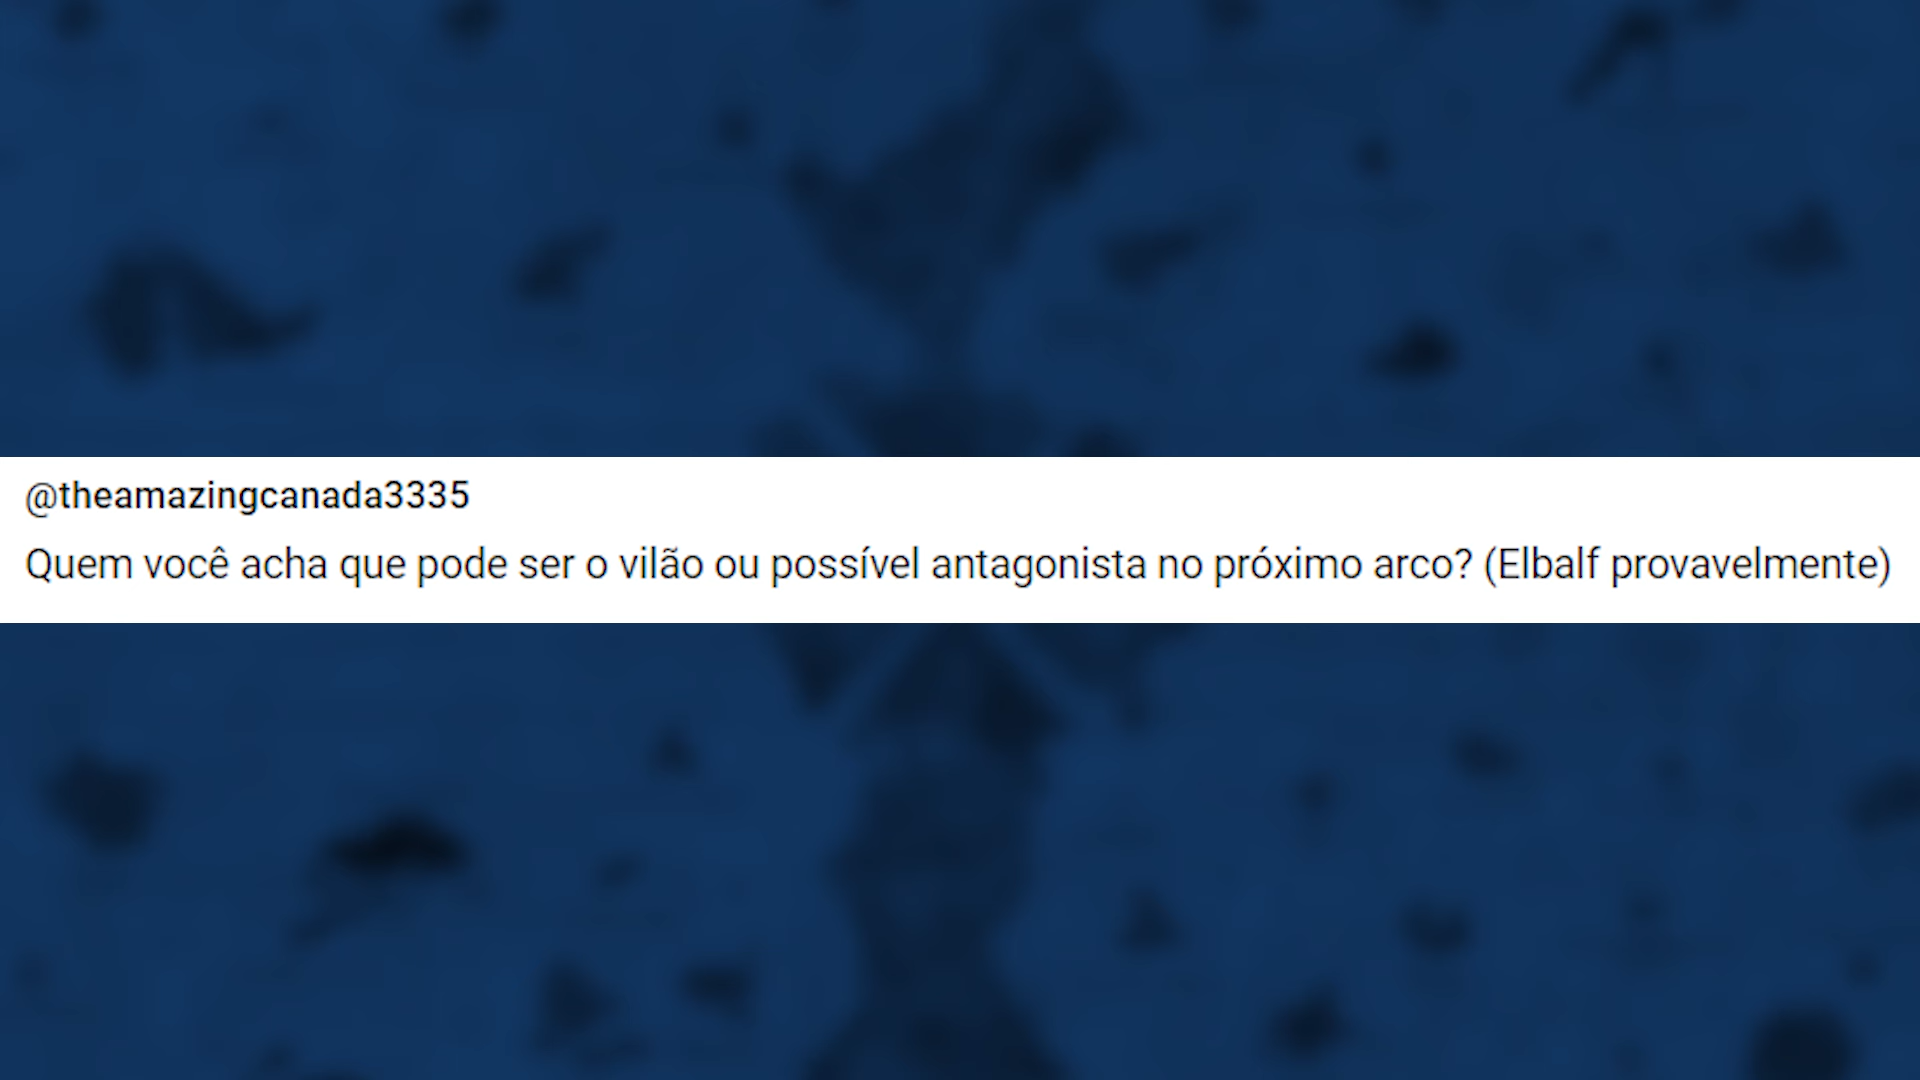 @theamazingcanada3335
Quem você acha que pode ser o vilão ou possível antagonista no próximo arco? (Elbalf provavelmente)